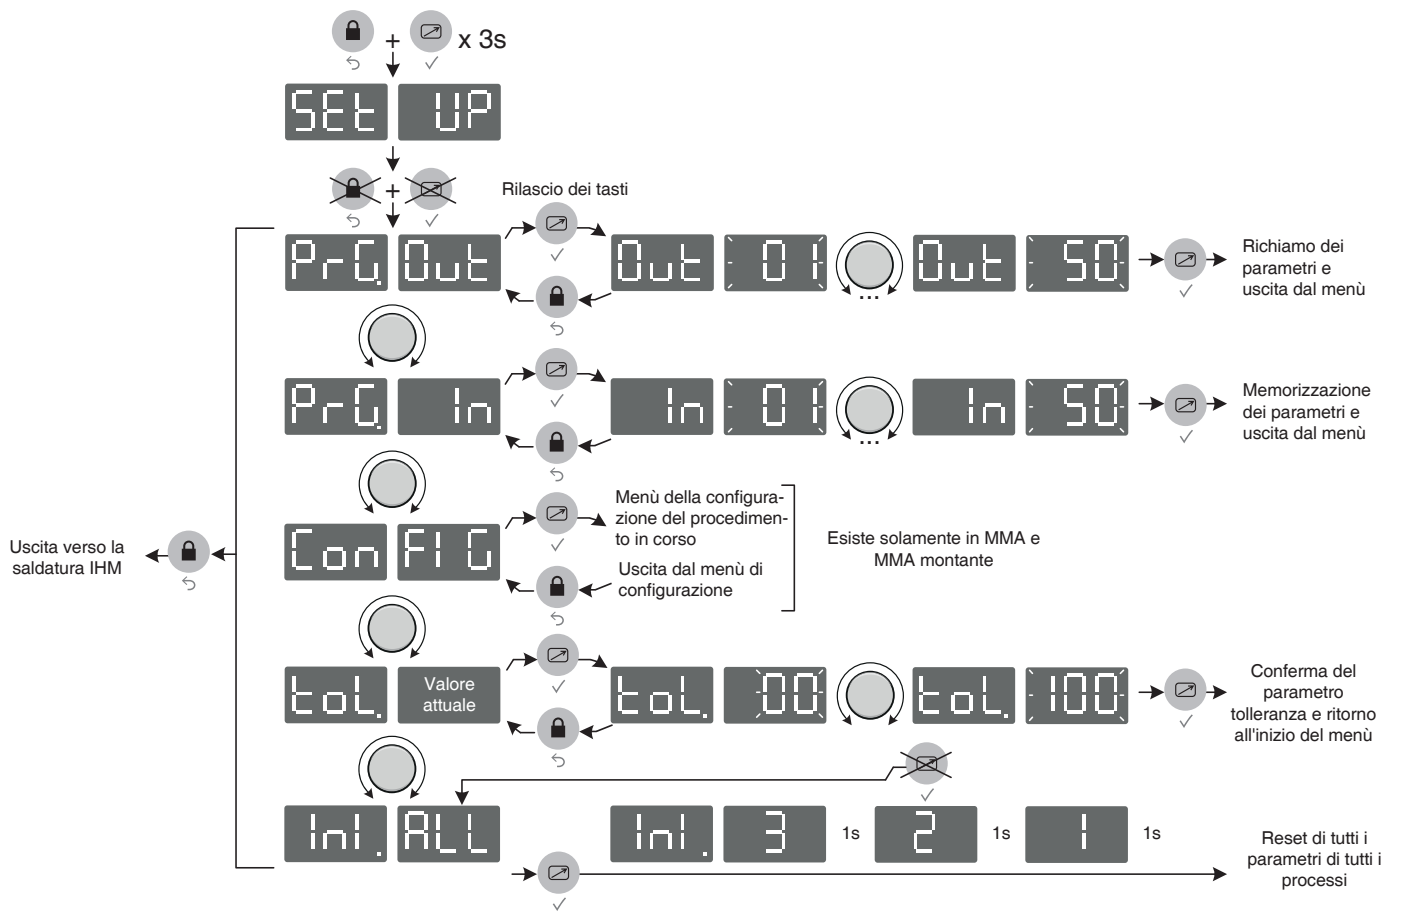 + x 3s
SEt UP
+
Rilascio dei tasti
PrG. Out Out 01 ... Out 50
Richiamo dei
parametri e
uscita dal menù
PrG. In In 01 ... In 50
Memorizzazione
dei parametri e
uscita dal menù
Con FIG
Menù della configura-
zione del procedimen-
to in corso
Uscita dal menù di
configurazione
Esiste solamente in MMA e
MMA montante
Uscita verso la
saldatura IHM
toL. Valore
attuale
toL. 00 toL. 100
Conferma del
parametro
tolleranza e ritorno
all'inizio del menù
InI. ALL InI. 3 1s 2 1s 1 1s
Reset di tutti i
parametri di tutti i
processi